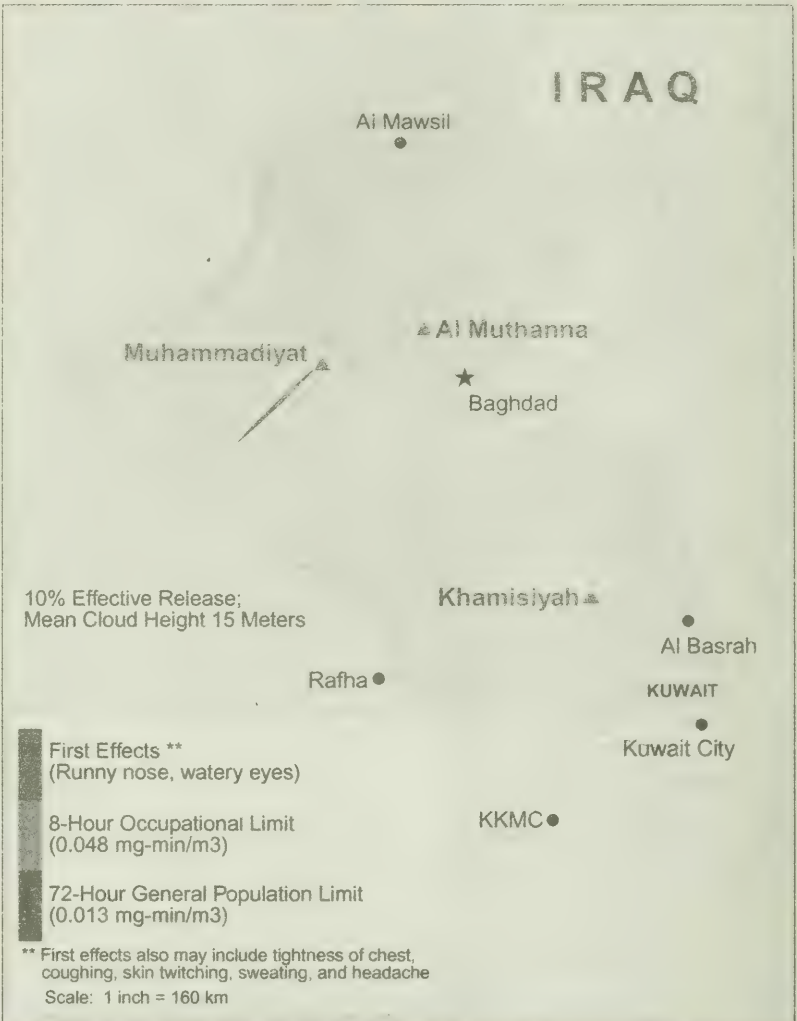 IRAQ
Ai Mawsil
Al Muthanna
Muhammadiyat
Baghdad
10% Effective Release;
Mean Cloud Height 15 Meters
Khamisiyah
Al Basrah
Rafha
KUWAIT
Kuwait City
First Effects **
(Runny nose, watery eyes)
8-Hour Occupational Limit
(0.048 mg-min/m3)
KKMC
72-Hour General Population Limit
(0.013 mg-min/m3)
** First effects also may include tightness of chest,
coughing, skin twitching, sweating, and headache
Scale: 1 inch = 160 km